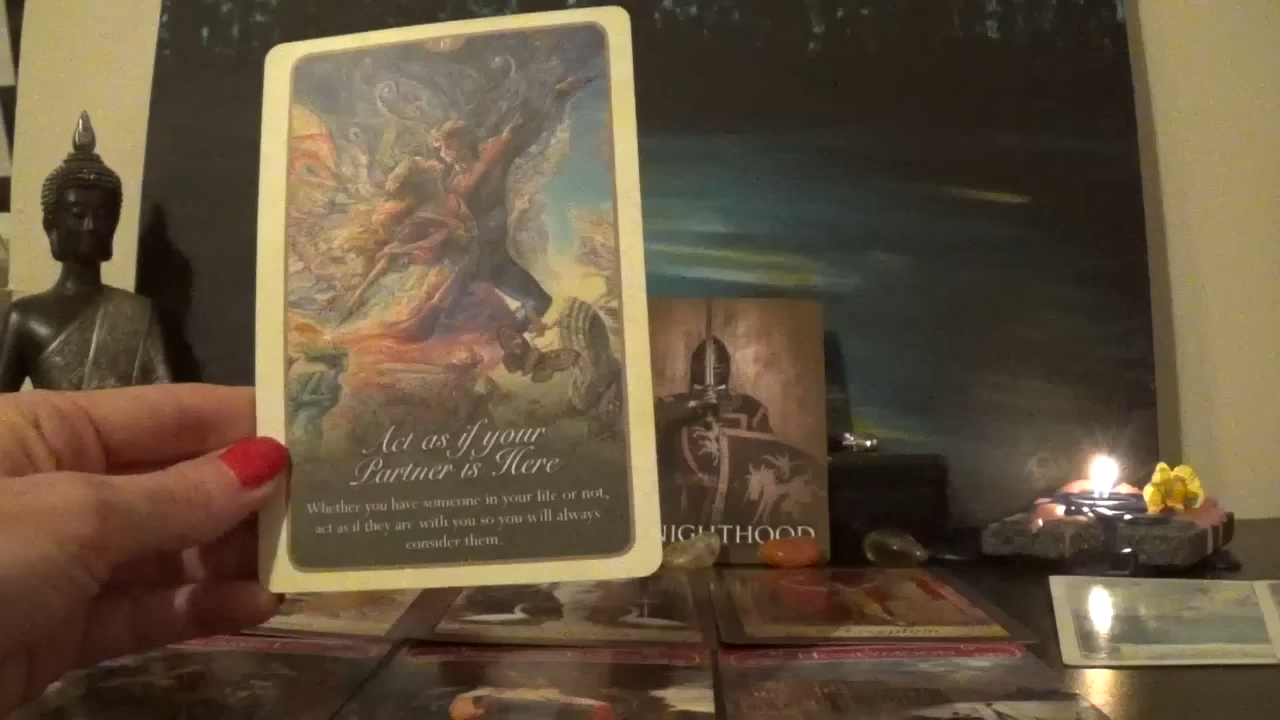 17
Act as if your
Partner is Here
Whether you have someone in your life or not,
act as if they are with you so you will always
consider them.
NIGHTHOOD